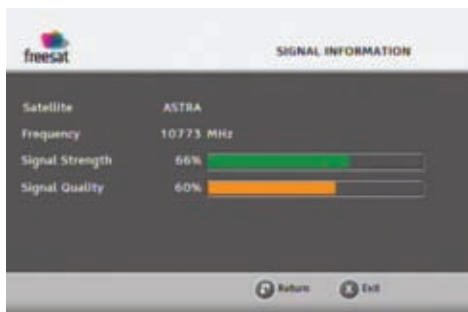 freesat
SIGNAL INFORMATION
Satellite ASTRA
Frequency 10773 MHz
Signal Strength 66%
Signal Quality 60%
Return Exit